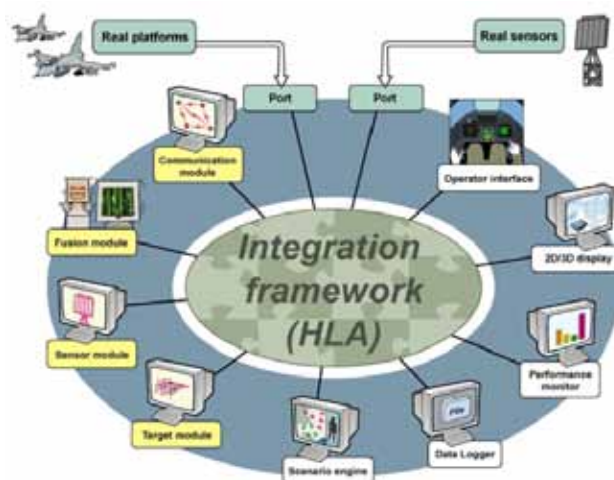 Real platforms
Real sensors
Port
Port
Communication
module
Operator interface
Fusion module
2D/3D display
Integration
framework
(HLA)
Sensor module
Performance
monitor
Target module
Data Logger
Scenario engine